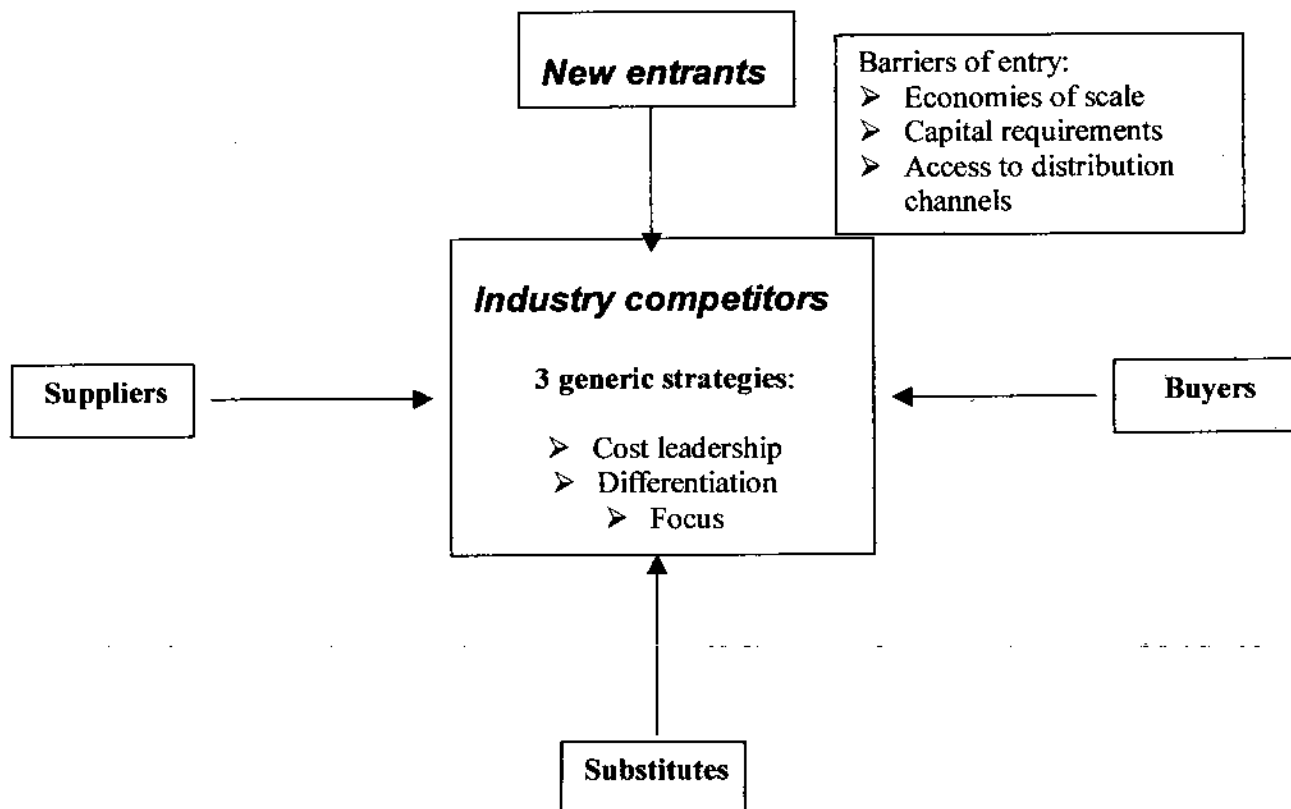 New entrants
Barriers of entry:
➢ Economies of scale
➢ Capital requirements
➢ Access to distribution
channels
Industry competitors
3 generic strategies:
➢ Cost leadership
➢ Differentiation
➢ Focus
Suppliers
Buyers
Substitutes